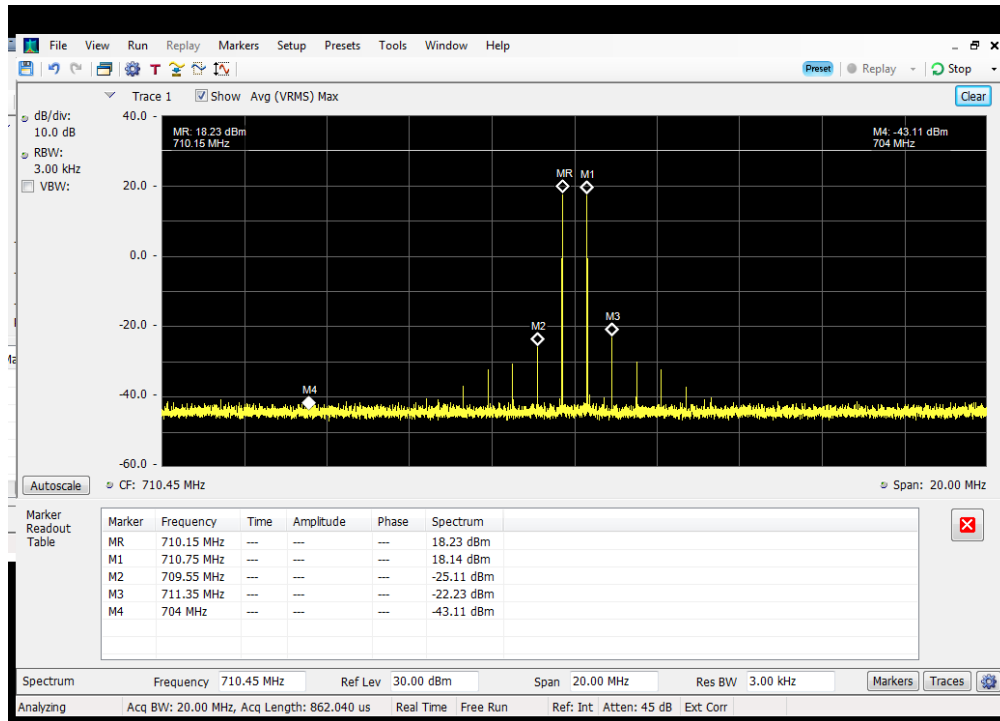 File View Run Replay Markers Setup Presets Tools Window Help
Preset Replay Stop
Trace 1 Show Avg (VRMS) Max Clear
dB/div:
10.0 dB
RBW:
3.00 kHz
VBW:
40.0
20.0
0.0
-20.0
-40.0
-60.0
MR: 18.23 dBm
710.15 MHz
M4: -43.11 dBm
704 MHz
MR M1
M2 M3
M4
Autoscale CF: 710.45 MHz Span: 20.00 MHz
Marker
Readout
Table
Marker Frequency Time Amplitude Phase Spectrum
MR 710.15 MHz --- --- --- 18.23 dBm
M1 710.75 MHz --- --- --- 18.14 dBm
M2 709.55 MHz --- --- --- -25.11 dBm
M3 711.35 MHz --- --- --- -22.23 dBm
M4 704 MHz --- --- --- -43.11 dBm
Spectrum Frequency 710.45 MHz Ref Lev 30.00 dBm Span 20.00 MHz Res BW 3.00 kHz Markers Traces
Analyzing Acq BW: 20.00 MHz, Acq Length: 862.040 us Real Time Free Run Ref: Int Atten: 45 dB Ext Corr